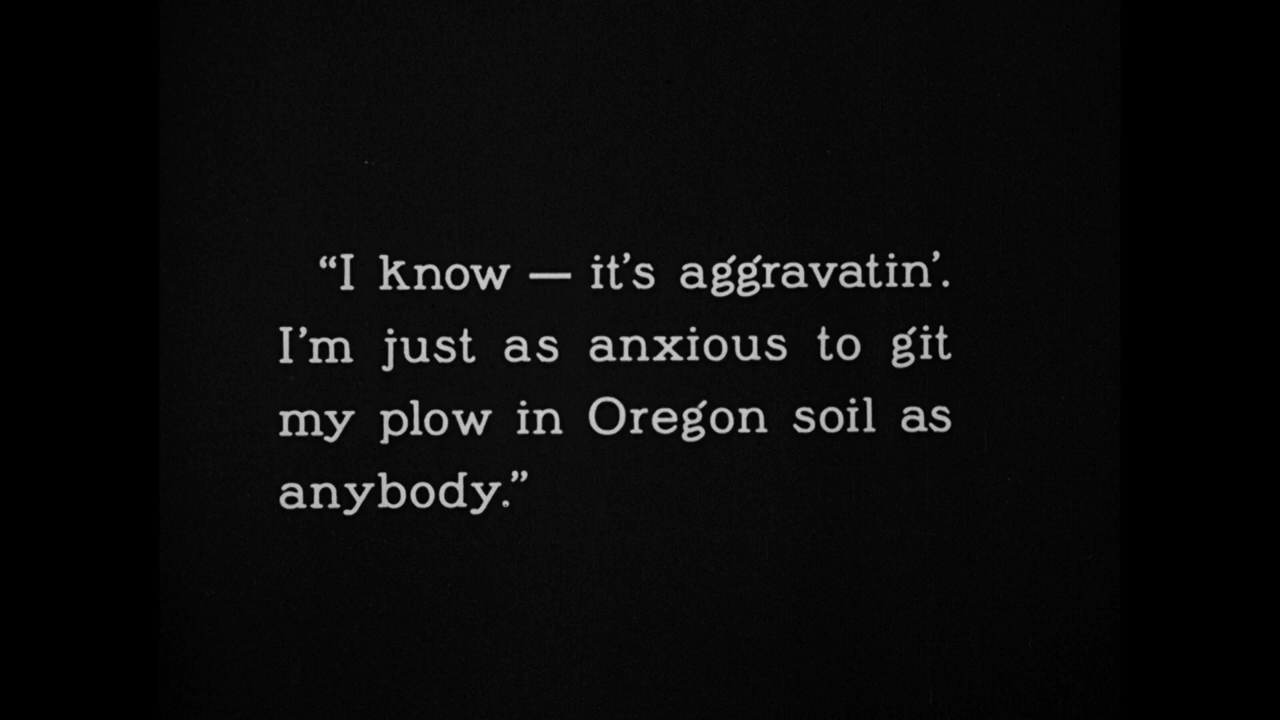 “I know — it’s aggravatin’.
I’m just as anxious to git
my plow in Oregon soil as
anybody.”